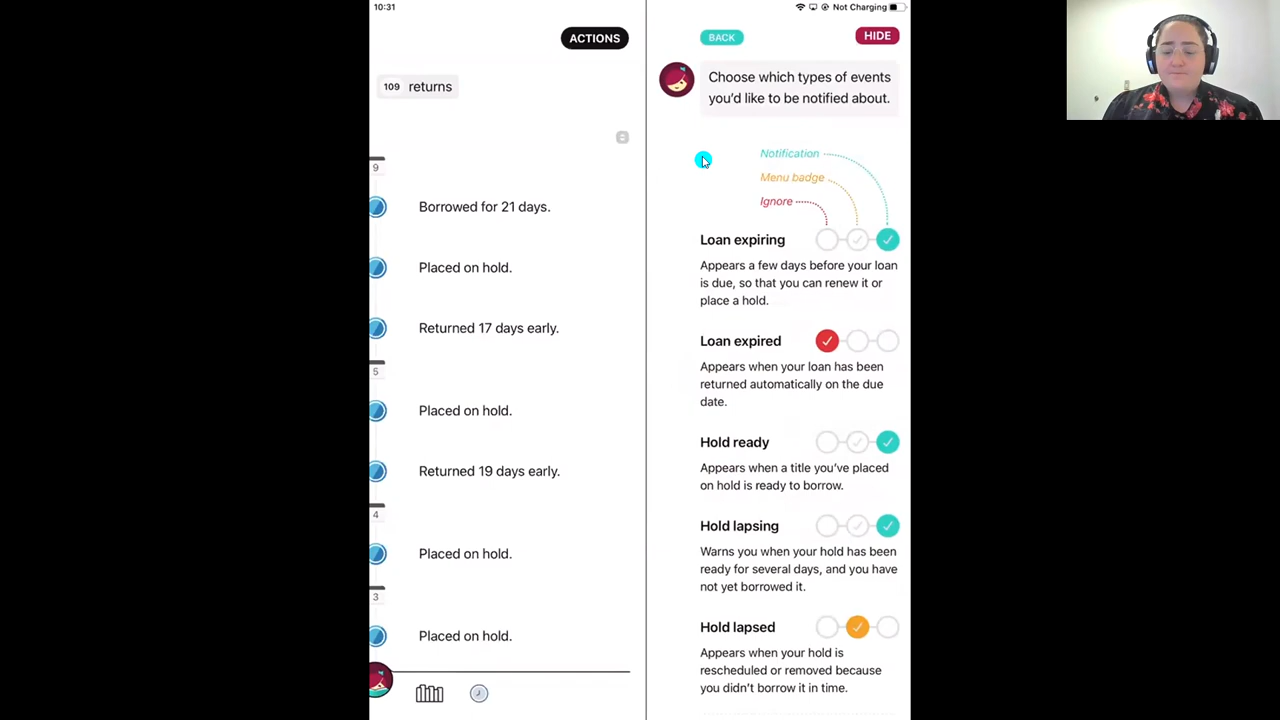 10:31
Not Charging
ACTIONS
109 returns
9
Borrowed for 21 days.
Placed on hold.
Returned 17 days early.
5
Placed on hold.
Returned 19 days early.
4
Placed on hold.
3
Placed on hold.
BACK
HIDE
Choose which types of events
you'd like to be notified about.
Notification
Menu badge
Ignore
Loan expiring
Appears a few days before your loan
is due, so that you can renew it or
place a hold.
Loan expired
Appears when your loan has been
returned automatically on the due
date.
Hold ready
Appears when a title you've placed
on hold is ready to borrow.
Hold lapsing
Warns you when your hold has been
ready for several days, and you have
not yet borrowed it.
Hold lapsed
Appears when your hold is
rescheduled or removed because
you didn't borrow it in time.